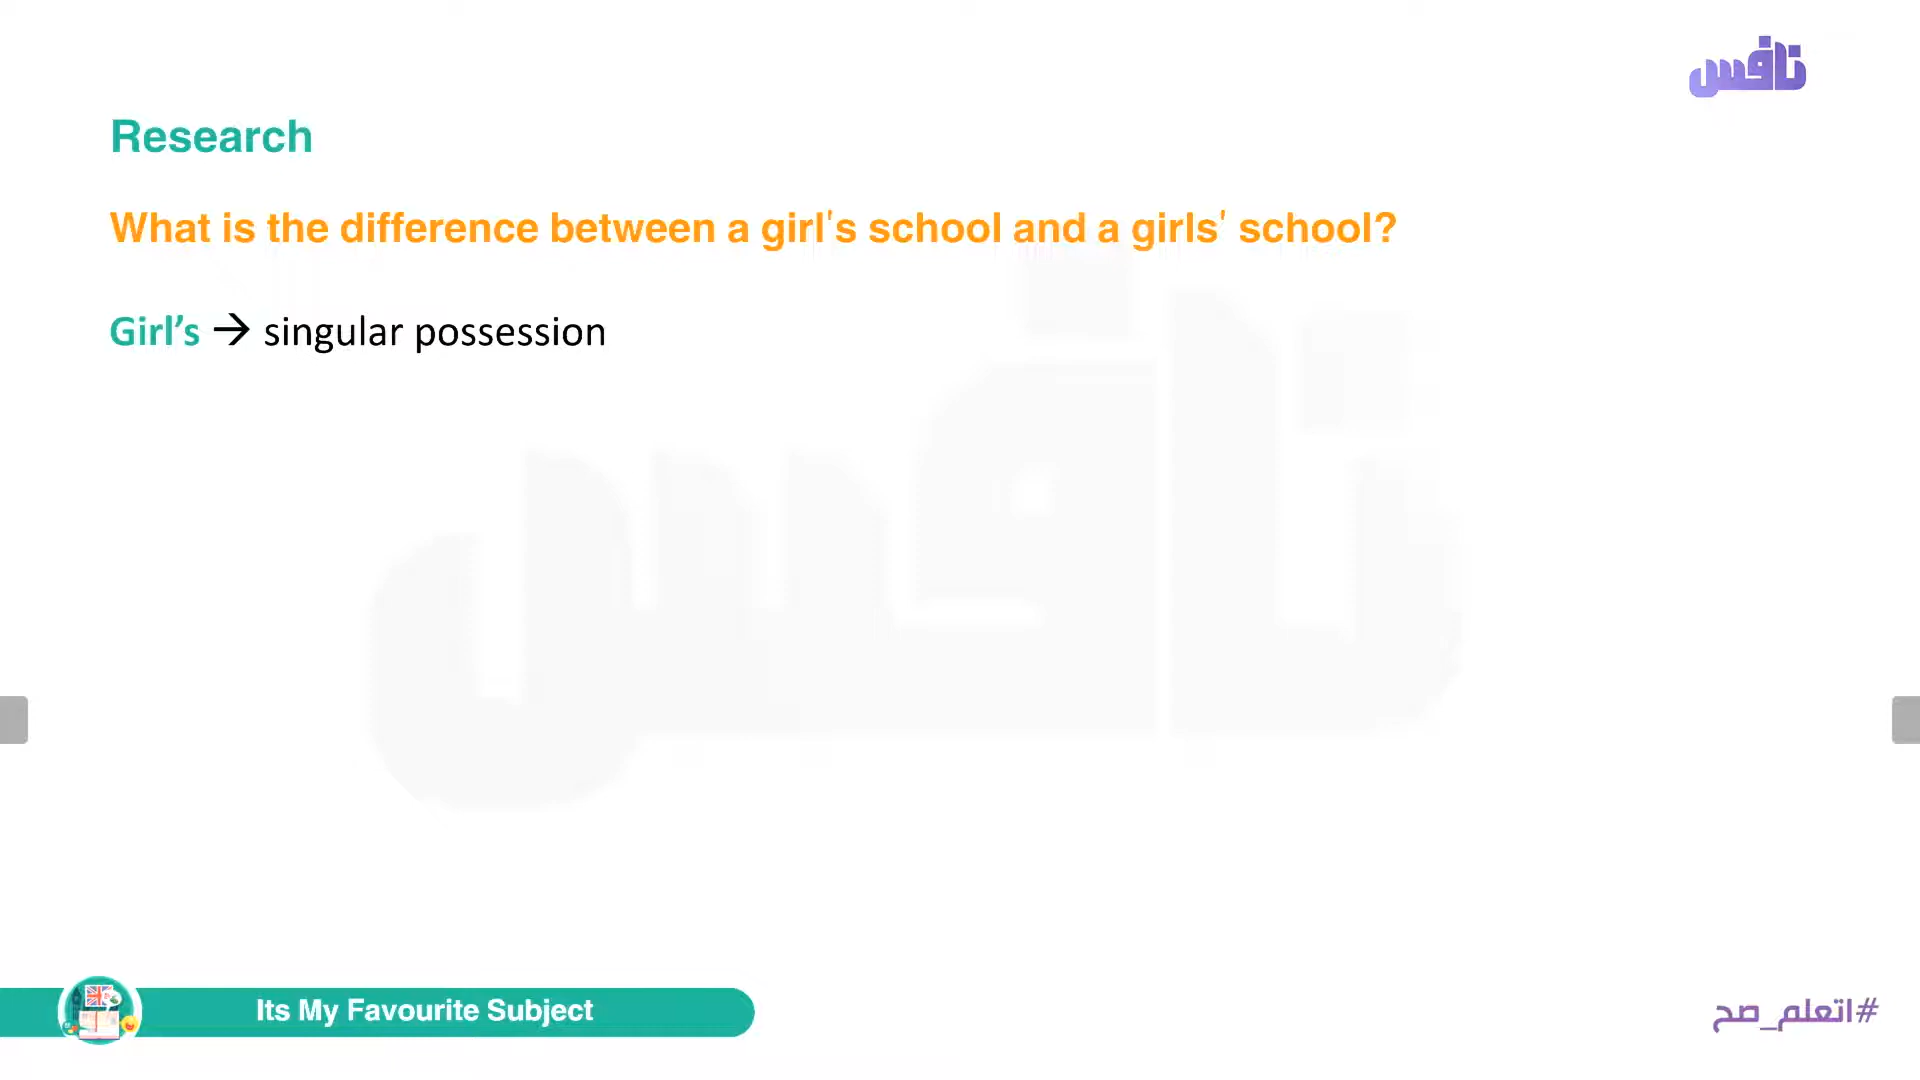 نافس
Research
What is the difference between a girl's school and a girls' school?
Girl’s → singular possession
Its My Favourite Subject
#اتعلم_صح